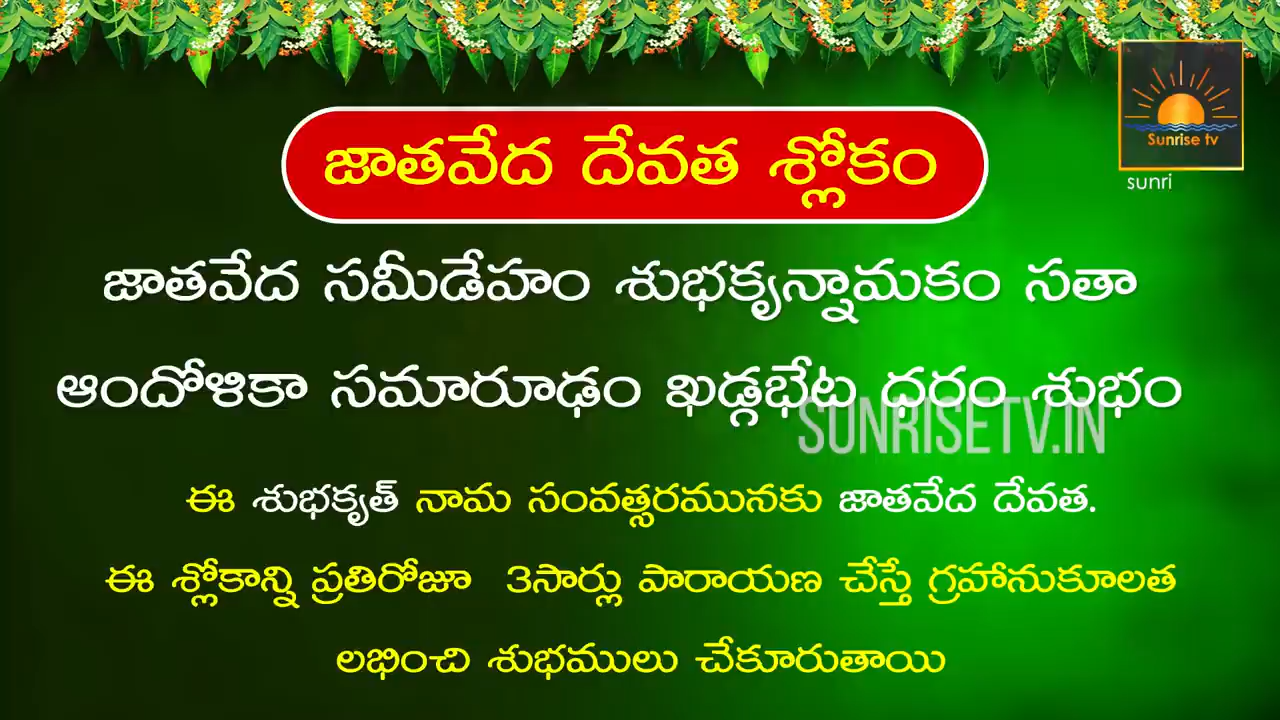 Sunrise tv
sunri
జాతవేద దేవత శ్లోకం
జాతవేద సమీడేహం శుభకృన్నామకం సతా
ఆందోళికా సమారూఢం ఖడ్గభేట ధరం శుభం
SUNRISETV.IN
ఈ శుభకృత్ నామ సంవత్సరమునకు జాతవేద దేవత.
ఈ శ్లోకాన్ని ప్రతిరోజూ 3సార్లు పారాయణ చేస్తే గ్రహానుకూలత
లభించి శుభములు చేకూరుతాయి